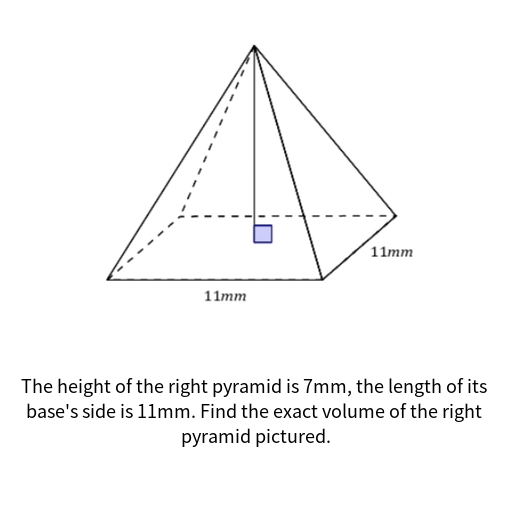 11mm
11mm
The height of the right pyramid is 7mm, the length of its
base's side is 11mm. Find the exact volume of the right
pyramid pictured.